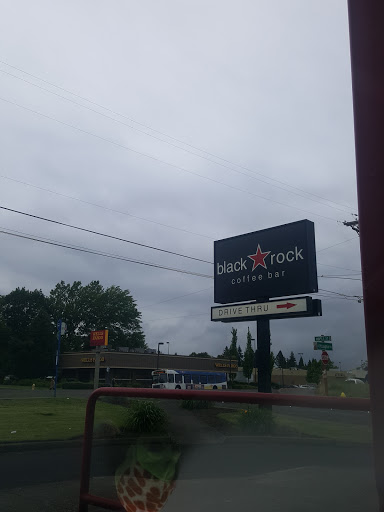 black rock
coffee bar
DRIVE THRU